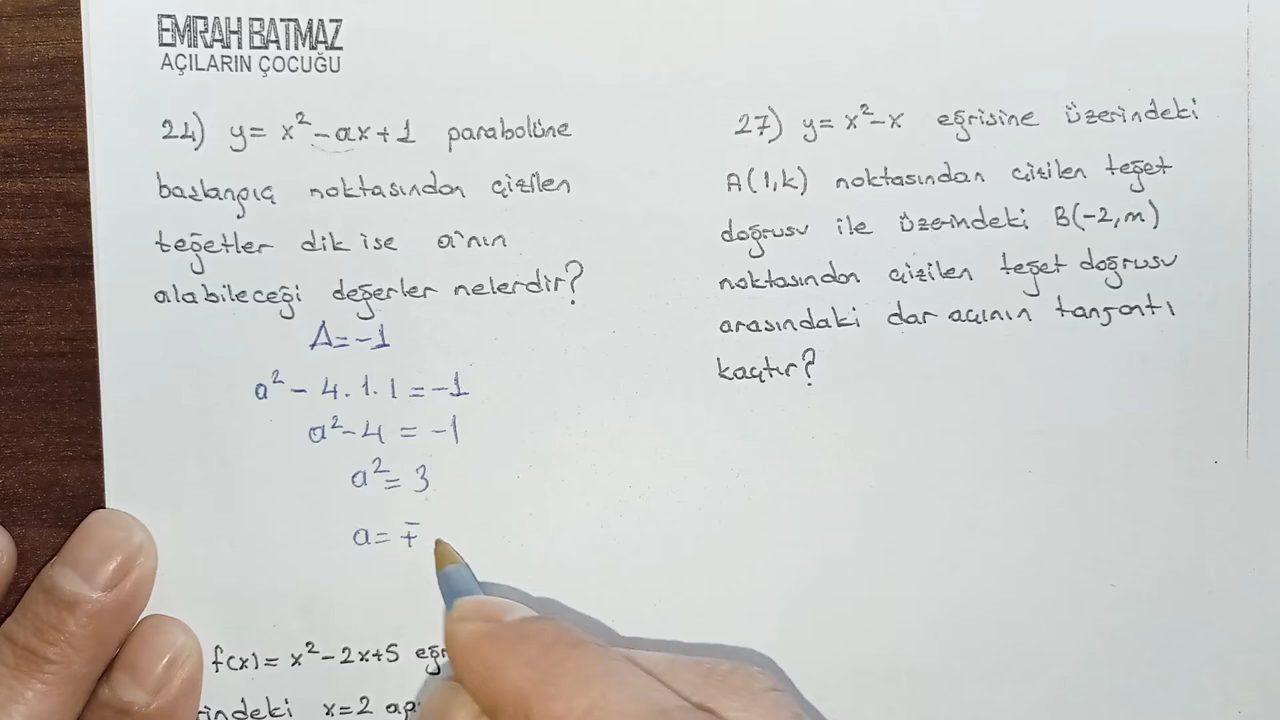 EMRAH BATMAZ
AÇILARIN ÇOCUĞU
24) y= x²-ax+1 parabolüne
başlangıç noktasından çizilen
teğetler dik ise a'nın
alabileceği değerler nelerdir?
Δ=-1
a² - 4.1.1 = -1
a²-4 = -1
a² = 3
a= ∓
f(x)= x²-2x+5
x=2
27) y= x²-x eğrisine üzerindeki
A(1,k) noktasından çizilen teğet
doğrusu ile üzerindeki B(-2,m)
noktasından çizilen teğet doğrusu
arasındaki dar açının tanjantı
kaçtır?